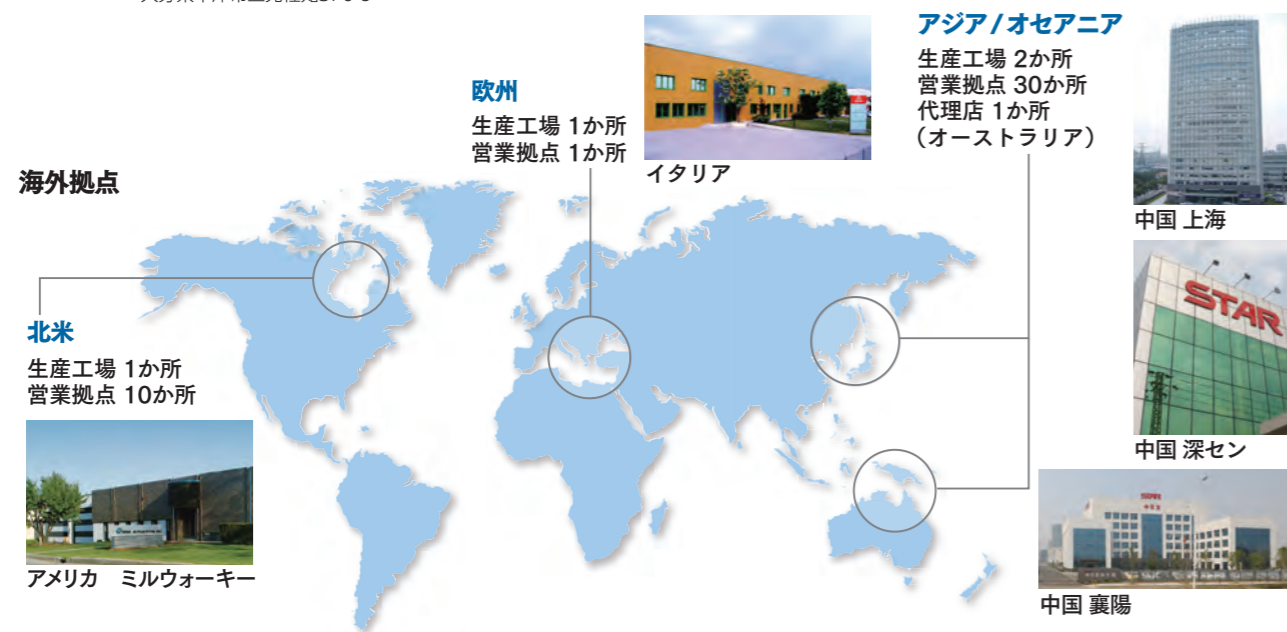 海外拠点
北米
生産工場 1か所
営業拠点 10か所
アメリカ ミルウォーキー
欧州
生産工場 1か所
営業拠点 1か所
イタリア
アジア/オセアニア
生産工場 2か所
営業拠点 30か所
代理店 1か所
(オーストラリア)
中国 上海
STAR
中国 深セン
STAR
中国 襄陽